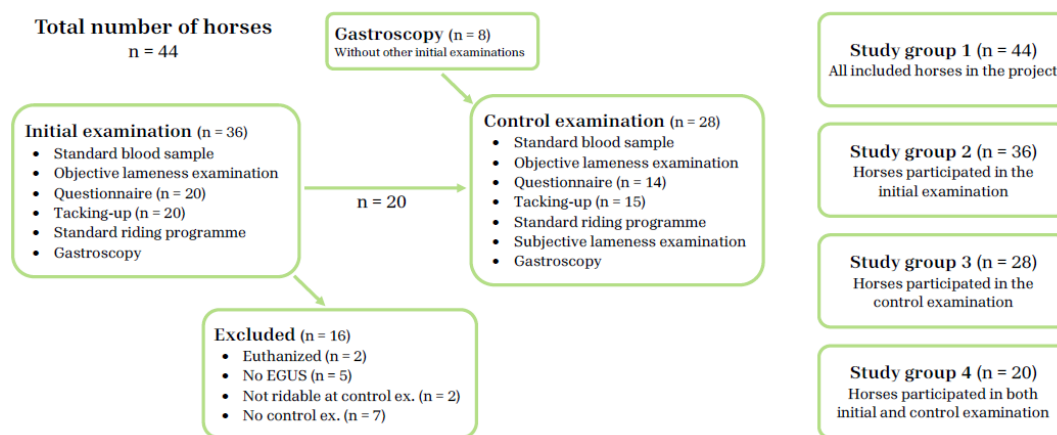 Total number of horses
n = 44
Gastroscopy (n = 8)
Without other initial examinations
Initial examination (n = 36)
• Standard blood sample
• Objective lameness examination
• Questionnaire (n = 20)
• Tacking-up (n = 20)
• Standard riding programme
• Gastroscopy
n = 20
Control examination (n = 28)
• Standard blood sample
• Objective lameness examination
• Questionnaire (n = 14)
• Tacking-up (n = 15)
• Standard riding programme
• Subjective lameness examination
• Gastroscopy
Excluded (n = 16)
• Euthanized (n = 2)
• No EGUS (n = 5)
• Not ridable at control ex. (n = 2)
• No control ex. (n = 7)
Study group 1 (n = 44)
All included horses in the project
Study group 2 (n = 36)
Horses participated in the
initial examination
Study group 3 (n = 28)
Horses participated in the
control examination
Study group 4 (n = 20)
Horses participated in both
initial and control examination